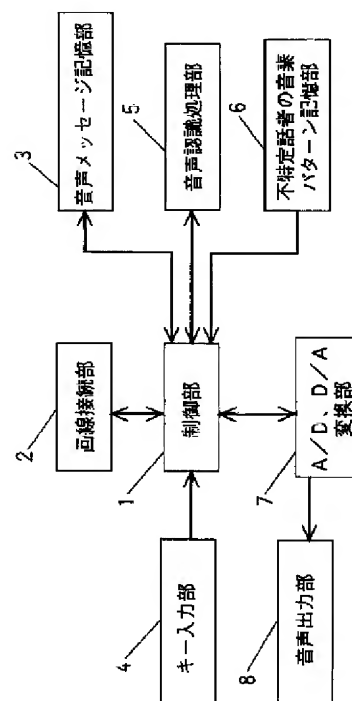 2
回線接続部
3
音声メッセージ記憶部
4
キー入力部
1
制御部
5
音声認識処理部
8
音声出力部
7
A/D、D/A
変換部
6
不特定話者の音素
パターン記憶部